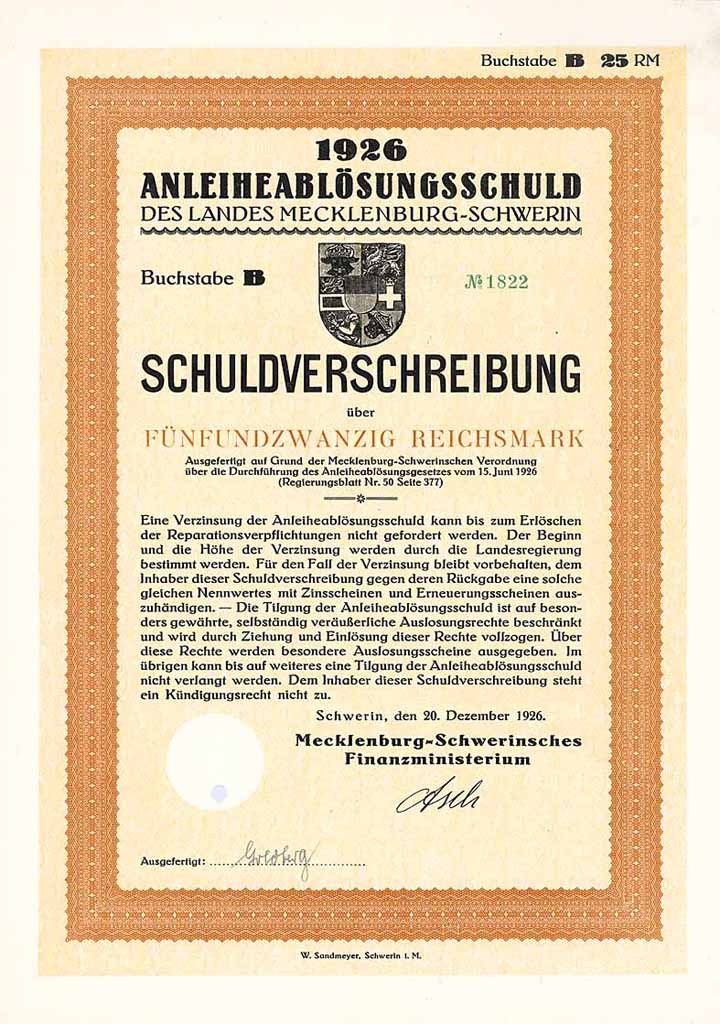 Buchstabe B 25 RM
1926
ANLEIHEABLÖSUNGSSCHULD
DES LANDES MECKLENBURG-SCHWERIN
Buchstabe B
№ 1822
SCHULDVERSCHREIBUNG
über
FÜNFUNDZWANZIG REICHSMARK
Ausgefertigt auf Grund der Mecklenburg-Schwerinschen Verordnung
über die Durchführung des Anleiheablösungsgesetzes vom 15. Juni 1926
(Regierungsblatt Nr. 50 Seite 377)
Eine Verzinsung der Anleiheablösungsschuld kann bis zum Erlöschen
der Reparationsverpflichtungen nicht gefordert werden. Der Beginn
und die Höhe der Verzinsung werden durch die Landesregierung
bestimmt werden. Für den Fall der Verzinsung bleibt vorbehalten, dem
Inhaber dieser Schuldverschreibung gegen deren Rückgabe eine solche
gleichen Nennwertes mit Zinsscheinen und Erneuerungsscheinen aus-
zuhändigen. — Die Tilgung der Anleiheablösungsschuld ist auf beson-
ders gewährte, selbständig veräußerliche Auslosungsrechte beschränkt
und wird durch Ziehung und Einlösung dieser Rechte vollzogen. Über
diese Rechte werden besondere Auslosungsscheine ausgegeben. Im
übrigen kann bis auf weiteres eine Tilgung der Anleiheablösungsschuld
nicht verlangt werden. Dem Inhaber dieser Schuldverschreibung steht
ein Kündigungsrecht nicht zu.
Schwerin, den 20. Dezember 1926.
Mecklenburg-Schwerinsches
Finanzministerium
Asch
Ausgefertigt:
W. Sandmeyer, Schwerin i. M.